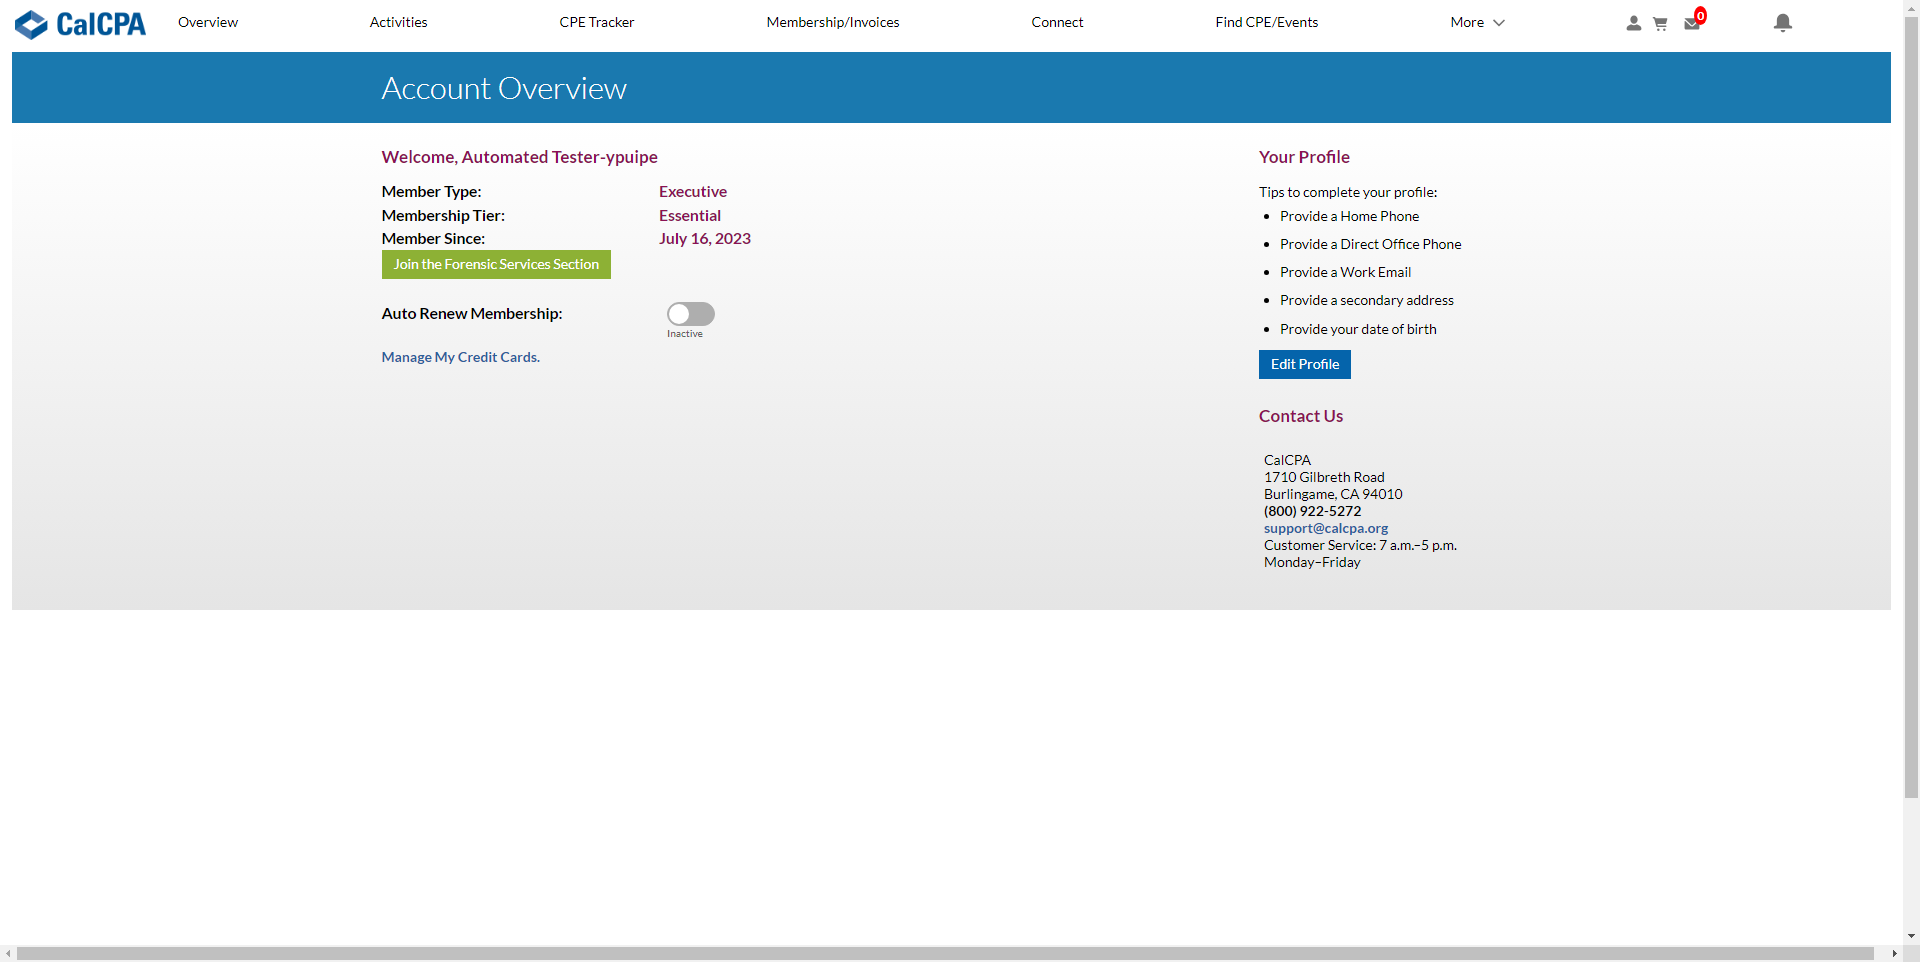 CalCPA
Overview
Activities
CPE Tracker
Membership/Invoices
Connect
Find CPE/Events
More
0
Account Overview
Welcome, Automated Tester-ypuipe
Member Type: Executive
Membership Tier: Essential
Member Since: July 16, 2023
Join the Forensic Services Section
Auto Renew Membership:
Inactive
Manage My Credit Cards.
Your Profile
Tips to complete your profile:
Provide a Home Phone
Provide a Direct Office Phone
Provide a Work Email
Provide a secondary address
Provide your date of birth
Edit Profile
Contact Us
CalCPA
1710 Gilbreth Road
Burlingame, CA 94010
(800) 922-5272
support@calcpa.org
Customer Service: 7 a.m.–5 p.m.
Monday–Friday